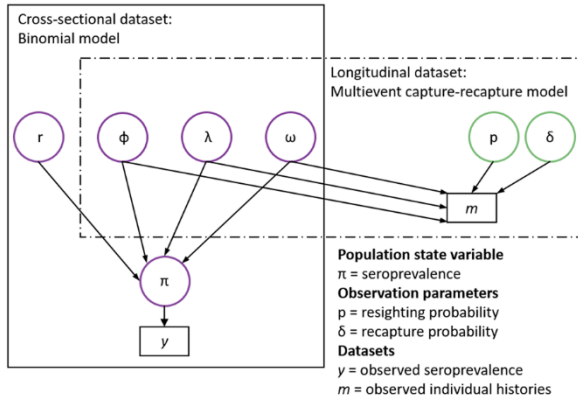 Cross-sectional dataset:
Binomial model
Longitudinal dataset:
Multievent capture-recapture model
r
ϕ
λ
ω
p
δ
m
π
y
Population state variable
π = seroprevalence
Observation parameters
p = resighting probability
δ = recapture probability
Datasets
y = observed seroprevalence
m = observed individual histories